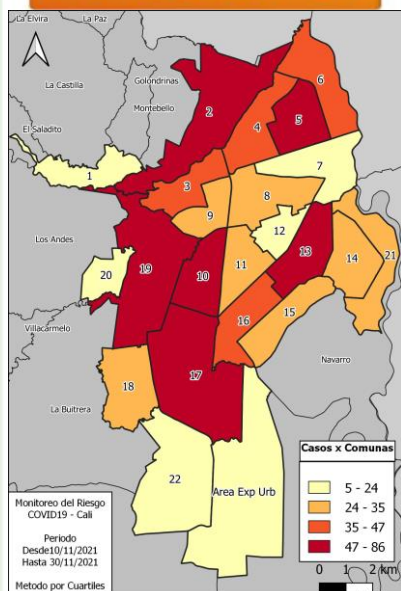 La Elvira
La Paz
La Castilla
Golondrinas
Montebello
El Saladito
Los Andes
Villacarmelo
La Buitrera
Navarro
6
2
5
4
7
1
3
8
9
12
13
14
21
20
19
10
11
16
15
18
17
22
Area Exp Urb
Casos x Comunas
5 - 24
24 - 35
35 - 47
47 - 86
0 1 2 km
Monitoreo del Riesgo
COVID19 - Cali
Periodo
Desde10/11/2021
Hasta 30/11/2021
Metodo por Cuartiles